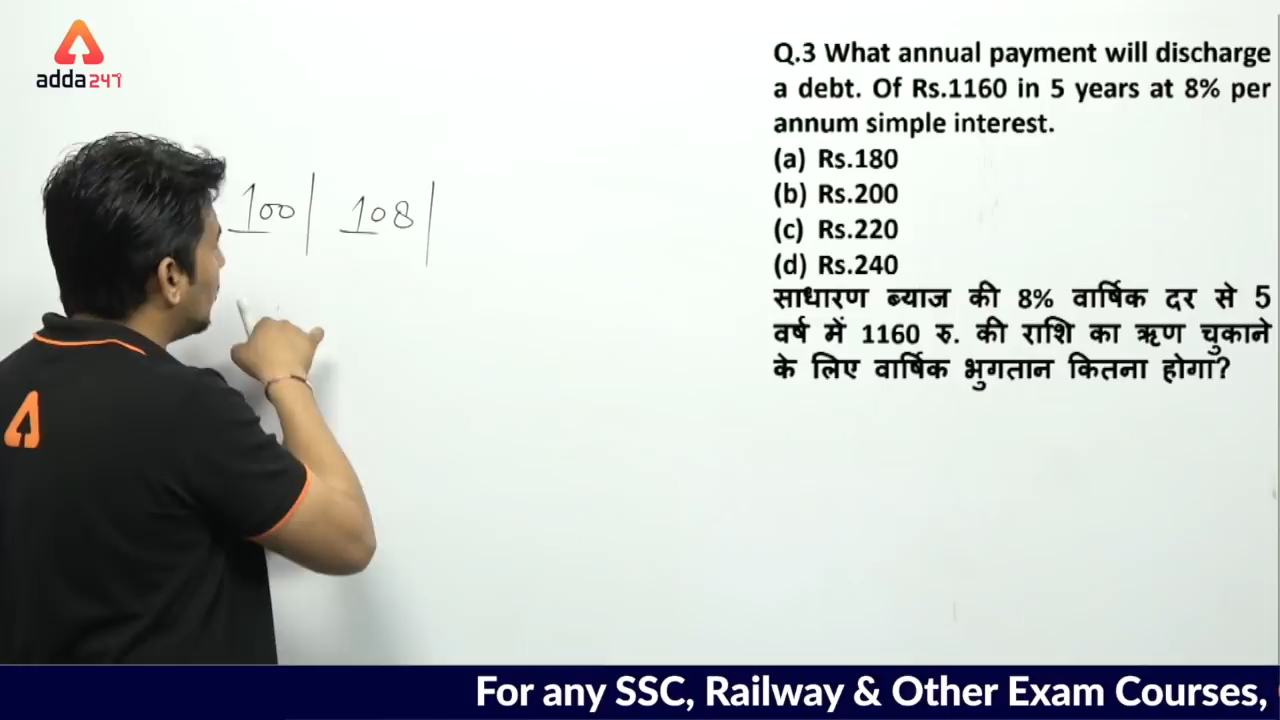 adda247
100 | 108 |
Q.3 What annual payment will discharge
a debt. Of Rs.1160 in 5 years at 8% per
annum simple interest.
(a) Rs.180
(b) Rs.200
(c) Rs.220
(d) Rs.240
साधारण ब्याज की 8% वार्षिक दर से 5
वर्ष में 1160 रु. की राशि का ऋण चुकाने
के लिए वार्षिक भुगतान कितना होगा?
For any SSC, Railway & Other Exam Courses,